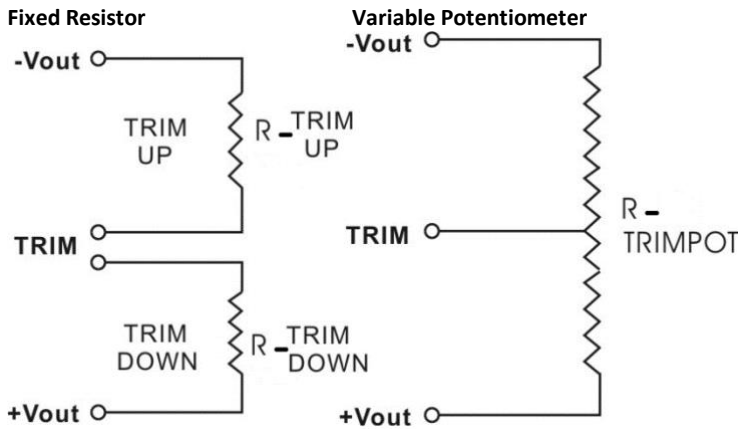 Fixed Resistor
-Vout
TRIM
UP
R -TRIM
UP
TRIM
TRIM
DOWN
R -TRIM
DOWN
+Vout
Variable Potentiometer
-Vout
TRIM
R -
TRIMPOT
+Vout